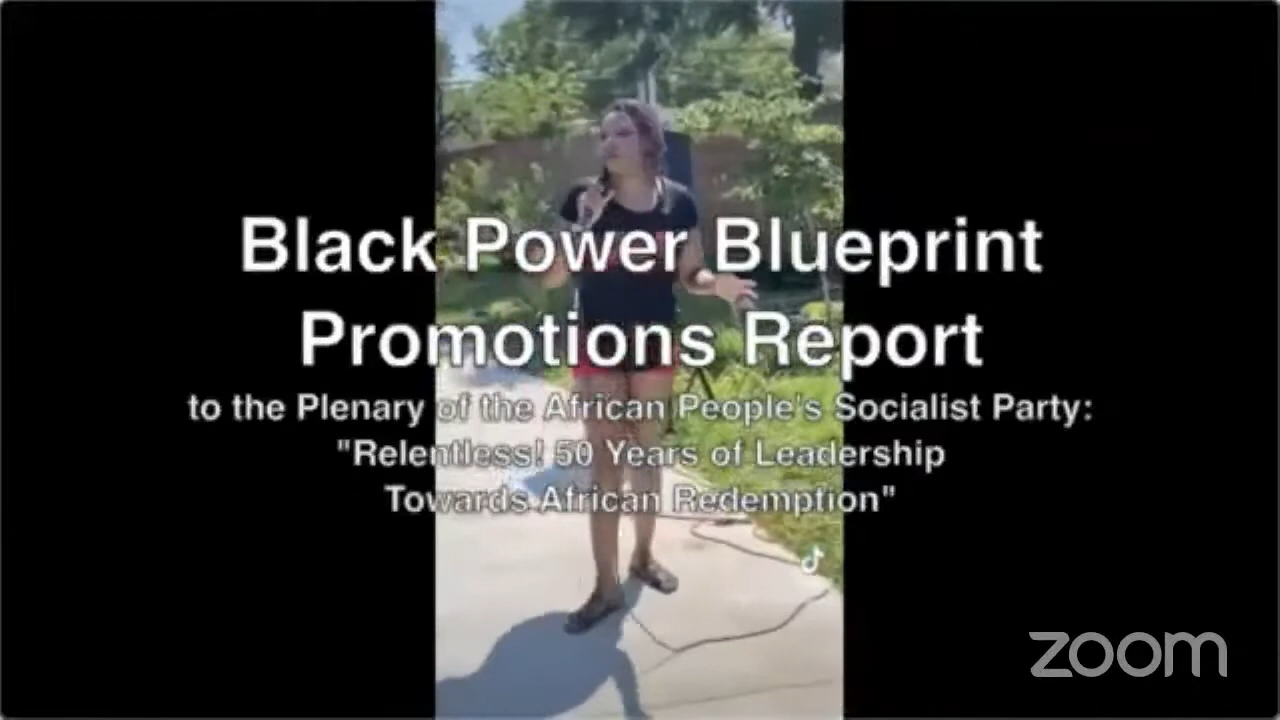 Black Power Blueprint
Promotions Report
to the Plenary of the African People's Socialist Party:
"Relentless! 50 Years of Leadership
Towards African Redemption"
zoom